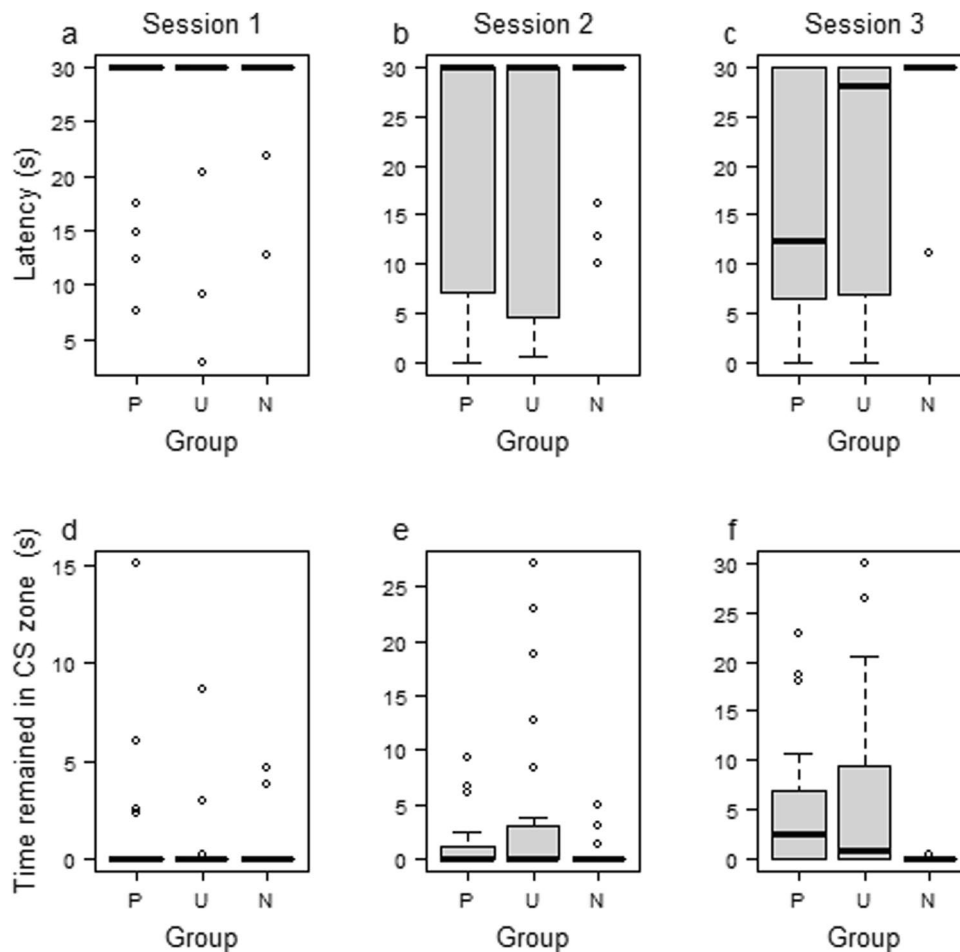 a Session 1 b Session 2 c Session 3
Latency (s)
30 25 20 15 10 5
30 25 20 15 10 5 0
30 25 20 15 10 5 0
P U N P U N P U N
Group Group Group
d e f
Time remained in CS zone (s)
15 10 5 0
25 20 15 10 5 0
30 25 20 15 10 5 0
P U N P U N P U N
Group Group Group